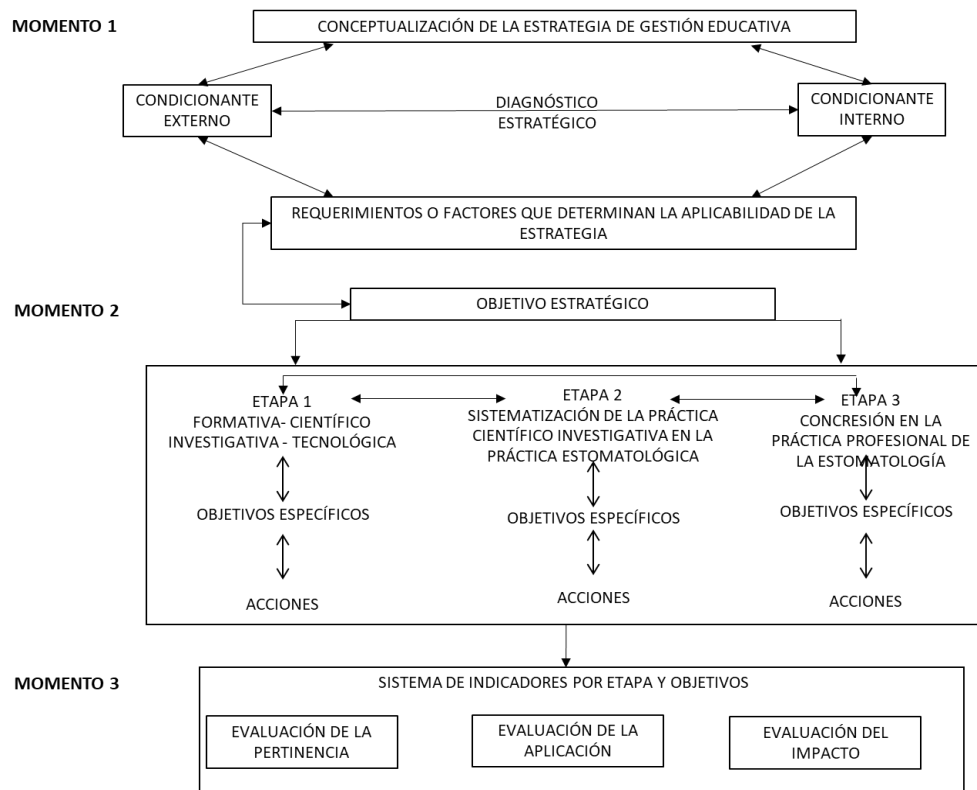 MOMENTO 1
CONCEPTUALIZACIÓN DE LA ESTRATEGIA DE GESTIÓN EDUCATIVA
CONDICIONANTE
EXTERNO
DIAGNÓSTICO
ESTRATÉGICO
CONDICIONANTE
INTERNO
REQUERIMIENTOS O FACTORES QUE DETERMINAN LA APLICABILIDAD DE LA
ESTRATEGIA
MOMENTO 2
OBJETIVO ESTRATÉGICO
ETAPA 1
FORMATIVA- CIENTÍFICO
INVESTIGATIVA - TECNOLÓGICA
OBJETIVOS ESPECÍFICOS
ACCIONES
ETAPA 2
SISTEMATIZACIÓN DE LA PRÁCTICA
CIENTÍFICO INVESTIGATIVA EN LA
PRÁCTICA ESTOMATOLÓGICA
OBJETIVOS ESPECÍFICOS
ACCIONES
ETAPA 3
CONCRESIÓN EN LA
PRÁCTICA PROFESIONAL DE
LA ESTOMATOLOGÍA
OBJETIVOS ESPECÍFICOS
ACCIONES
MOMENTO 3
SISTEMA DE INDICADORES POR ETAPA Y OBJETIVOS
EVALUACIÓN DE LA
PERTINENCIA
EVALUACIÓN DE LA
APLICACIÓN
EVALUACIÓN DEL
IMPACTO